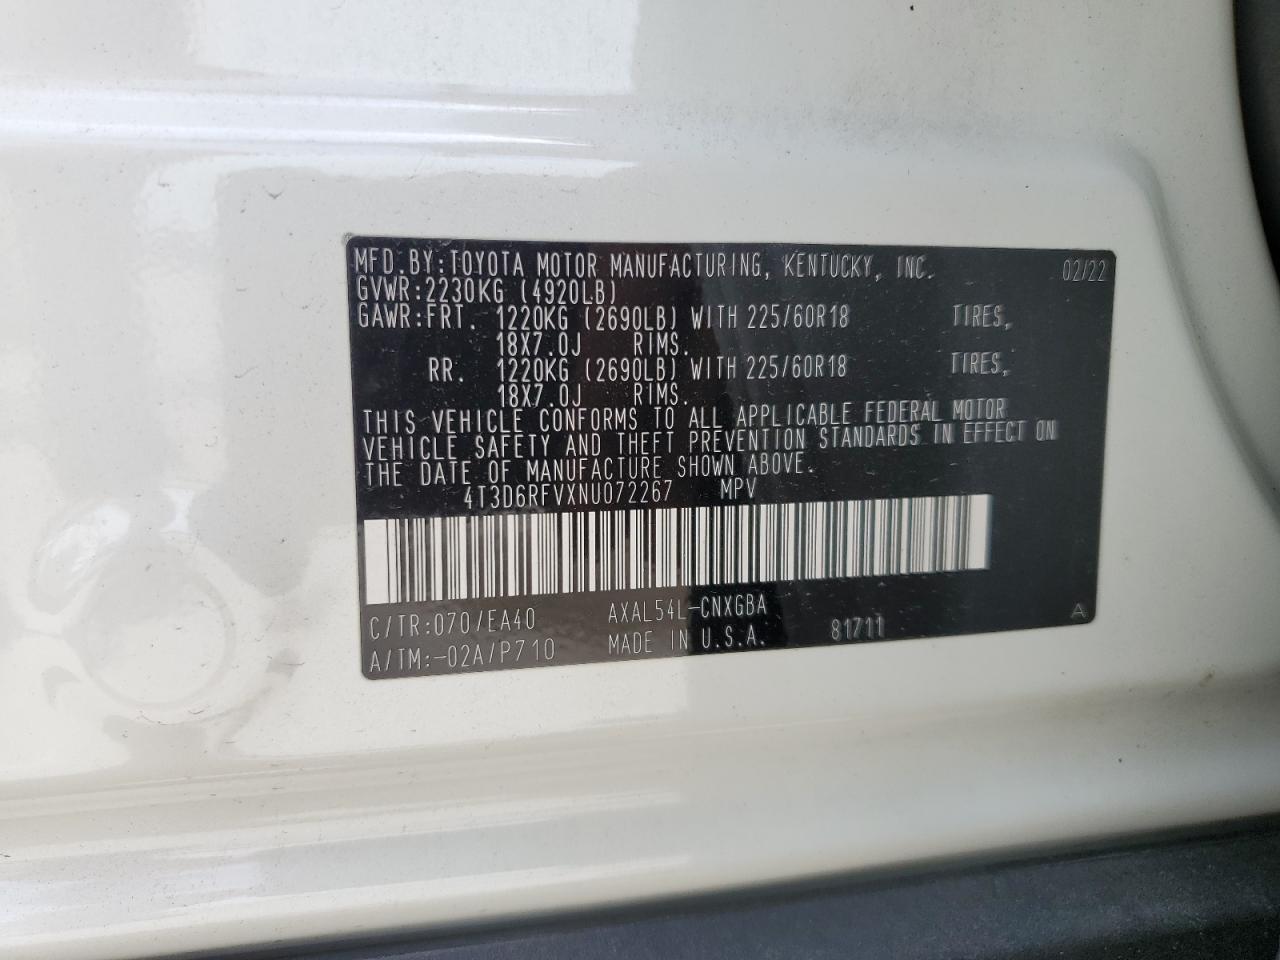 MFD.BY:TOYOTA MOTOR MANUFACTURING, KENTUCKY, INC. 02/22
GVWR:2230KG (4920LB)
GAWR:FRT. 1220KG (2690LB) WITH 225/60R18 TIRES,
18X7.0J RIMS.
RR. 1220KG (2690LB) WITH 225/60R18 TIRES,
18X7.0J RIMS.
THIS VEHICLE CONFORMS TO ALL APPLICABLE FEDERAL MOTOR
VEHICLE SAFETY AND THEFT PREVENTION STANDARDS IN EFFECT ON
THE DATE OF MANUFACTURE SHOWN ABOVE.
4T3D6RFVXNU072267 MPV
C/TR:070/EA40 AXAL54L-CNXGBA A
A/TM:-02A/P710 MADE IN U.S.A. 81711